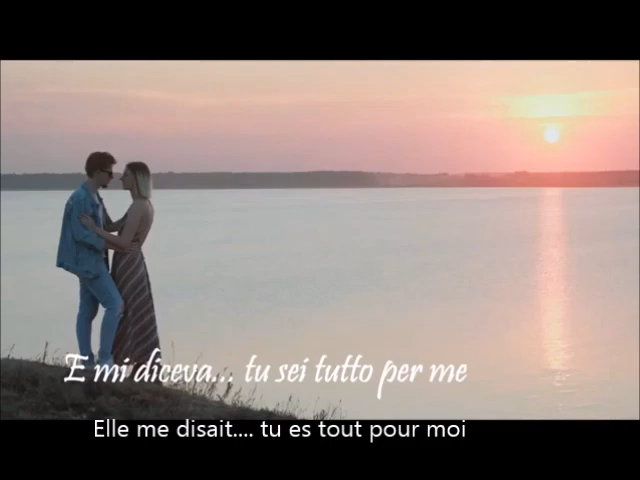 E mi diceva... tu sei tutto per me
Elle me disait.... tu es tout pour moi